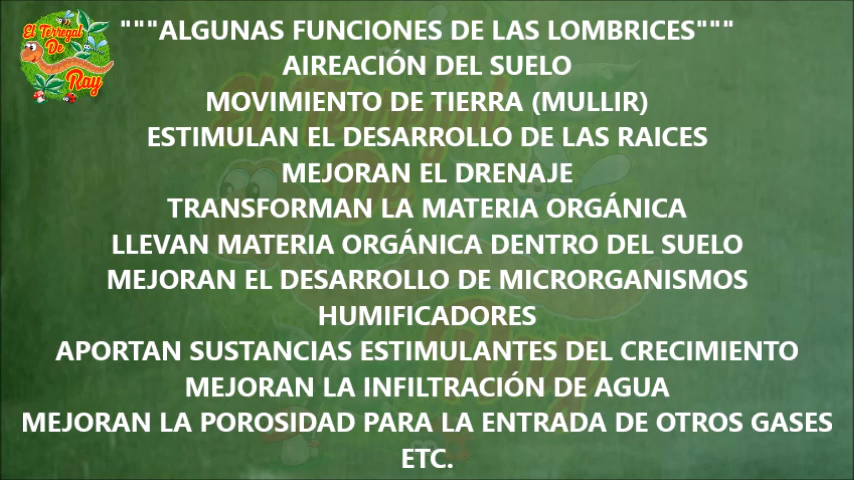 El Terregal
De
Ray
"""ALGUNAS FUNCIONES DE LAS LOMBRICES"""
AIREACIÓN DEL SUELO
MOVIMIENTO DE TIERRA (MULLIR)
ESTIMULAN EL DESARROLLO DE LAS RAICES
MEJORAN EL DRENAJE
TRANSFORMAN LA MATERIA ORGÁNICA
LLEVAN MATERIA ORGÁNICA DENTRO DEL SUELO
MEJORAN EL DESARROLLO DE MICRORGANISMOS
HUMIFICADORES
APORTAN SUSTANCIAS ESTIMULANTES DEL CRECIMIENTO
MEJORAN LA INFILTRACIÓN DE AGUA
MEJORAN LA POROSIDAD PARA LA ENTRADA DE OTROS GASES
ETC.